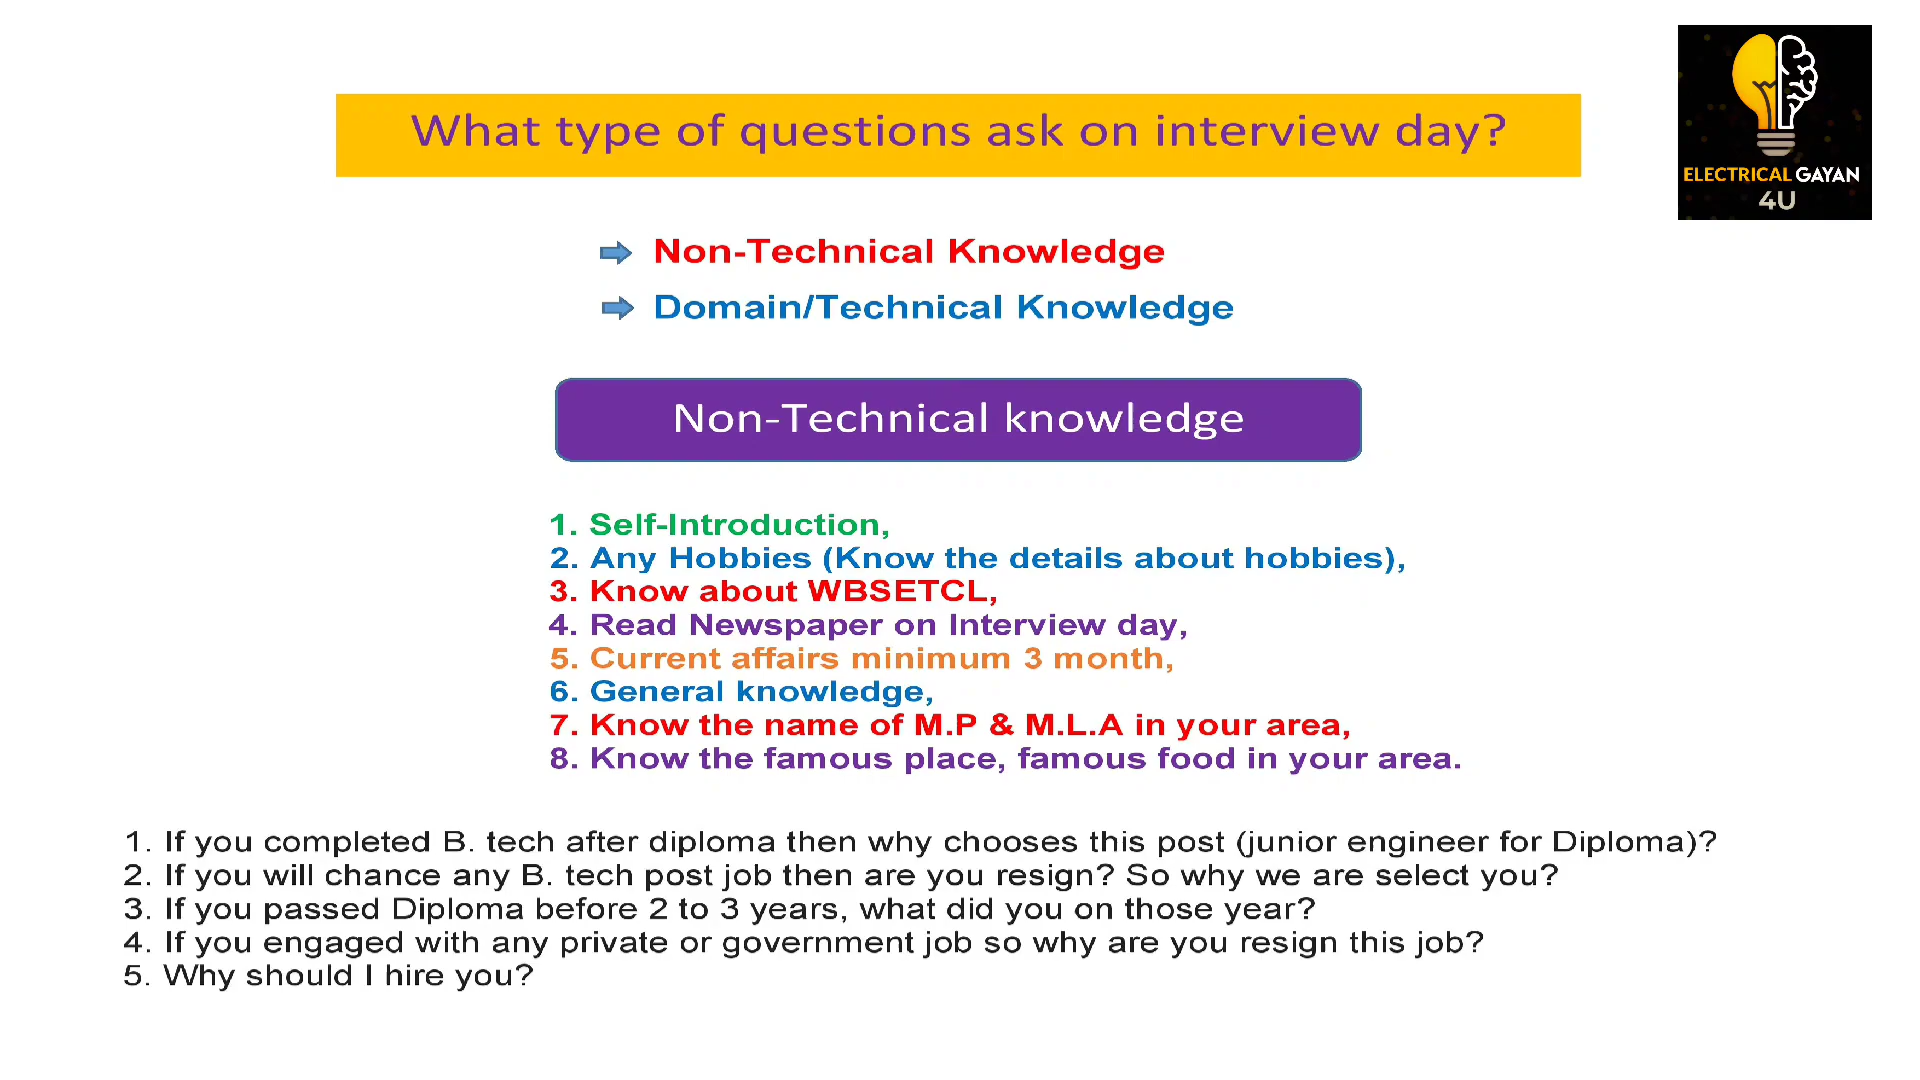 What type of questions ask on interview day?
ELECTRICAL GAYAN
4U
Non-Technical Knowledge
Domain/Technical Knowledge
Non-Technical knowledge
1. Self-Introduction,
2. Any Hobbies (Know the details about hobbies),
3. Know about WBSETCL,
4. Read Newspaper on Interview day,
5. Current affairs minimum 3 month,
6. General knowledge,
7. Know the name of M.P & M.L.A in your area,
8. Know the famous place, famous food in your area.
1. If you completed B. tech after diploma then why chooses this post (junior engineer for Diploma)?
2. If you will chance any B. tech post job then are you resign? So why we are select you?
3. If you passed Diploma before 2 to 3 years, what did you on those year?
4. If you engaged with any private or government job so why are you resign this job?
5. Why should I hire you?